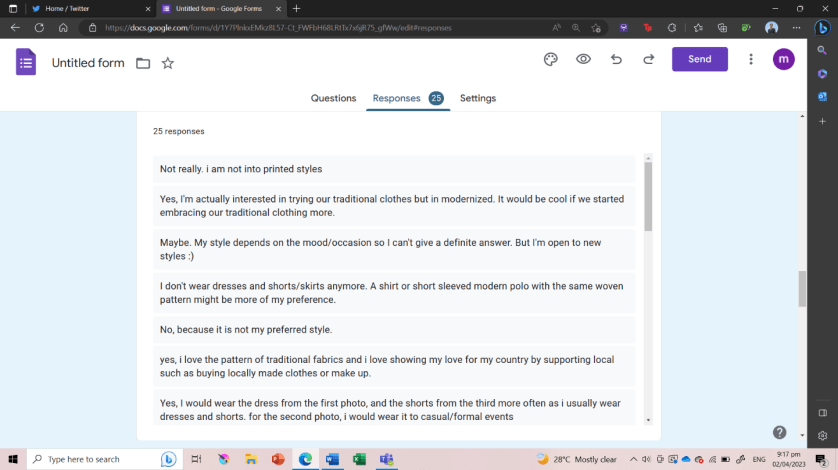 Home / Twitter
Untitled form - Google Forms
https://docs.google.com/forms/d/
edit#responses
Untitled form
Send
m
Questions
Responses 25
Settings
25 responses
Not really. i am not into printed styles
Yes, I'm actually interested in trying our traditional clothes but in modernized. It would be cool if we started
embracing our traditional clothing more.
Maybe. My style depends on the mood/occasion so I can't give a definite answer. But I'm open to new
styles :)
I don't wear dresses and shorts/skirts anymore. A shirt or short sleeved modern polo with the same woven
pattern might be more of my preference.
No, because it is not my preferred style.
yes, i love the pattern of traditional fabrics and i love showing my love for my country by supporting local
such as buying locally made clothes or make up.
Yes, I would wear the dress from the first photo, and the shorts from the third more often as i usually wear
dresses and shorts. for the second photo, i would wear it to casual/formal events
Type here to search
28°C Mostly clear
ENG
9:17 pm
02/04/2023